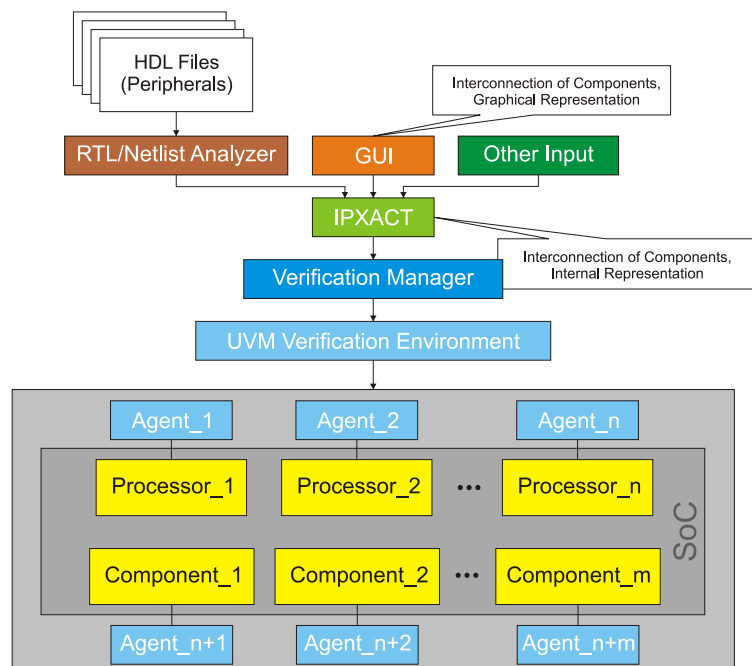 HDL Files
(Peripherals)
Interconnection of Components,
Graphical Representation
RTL/Netlist Analyzer
GUI
Other Input
IPXACT
Interconnection of Components,
Internal Representation
Verification Manager
UVM Verification Environment
Agent_1
Agent_2
Agent_n
Processor_1
Processor_2
•••
Processor_n
SoC
Component_1
Component_2
•••
Component_m
Agent_n+1
Agent_n+2
Agent_n+m